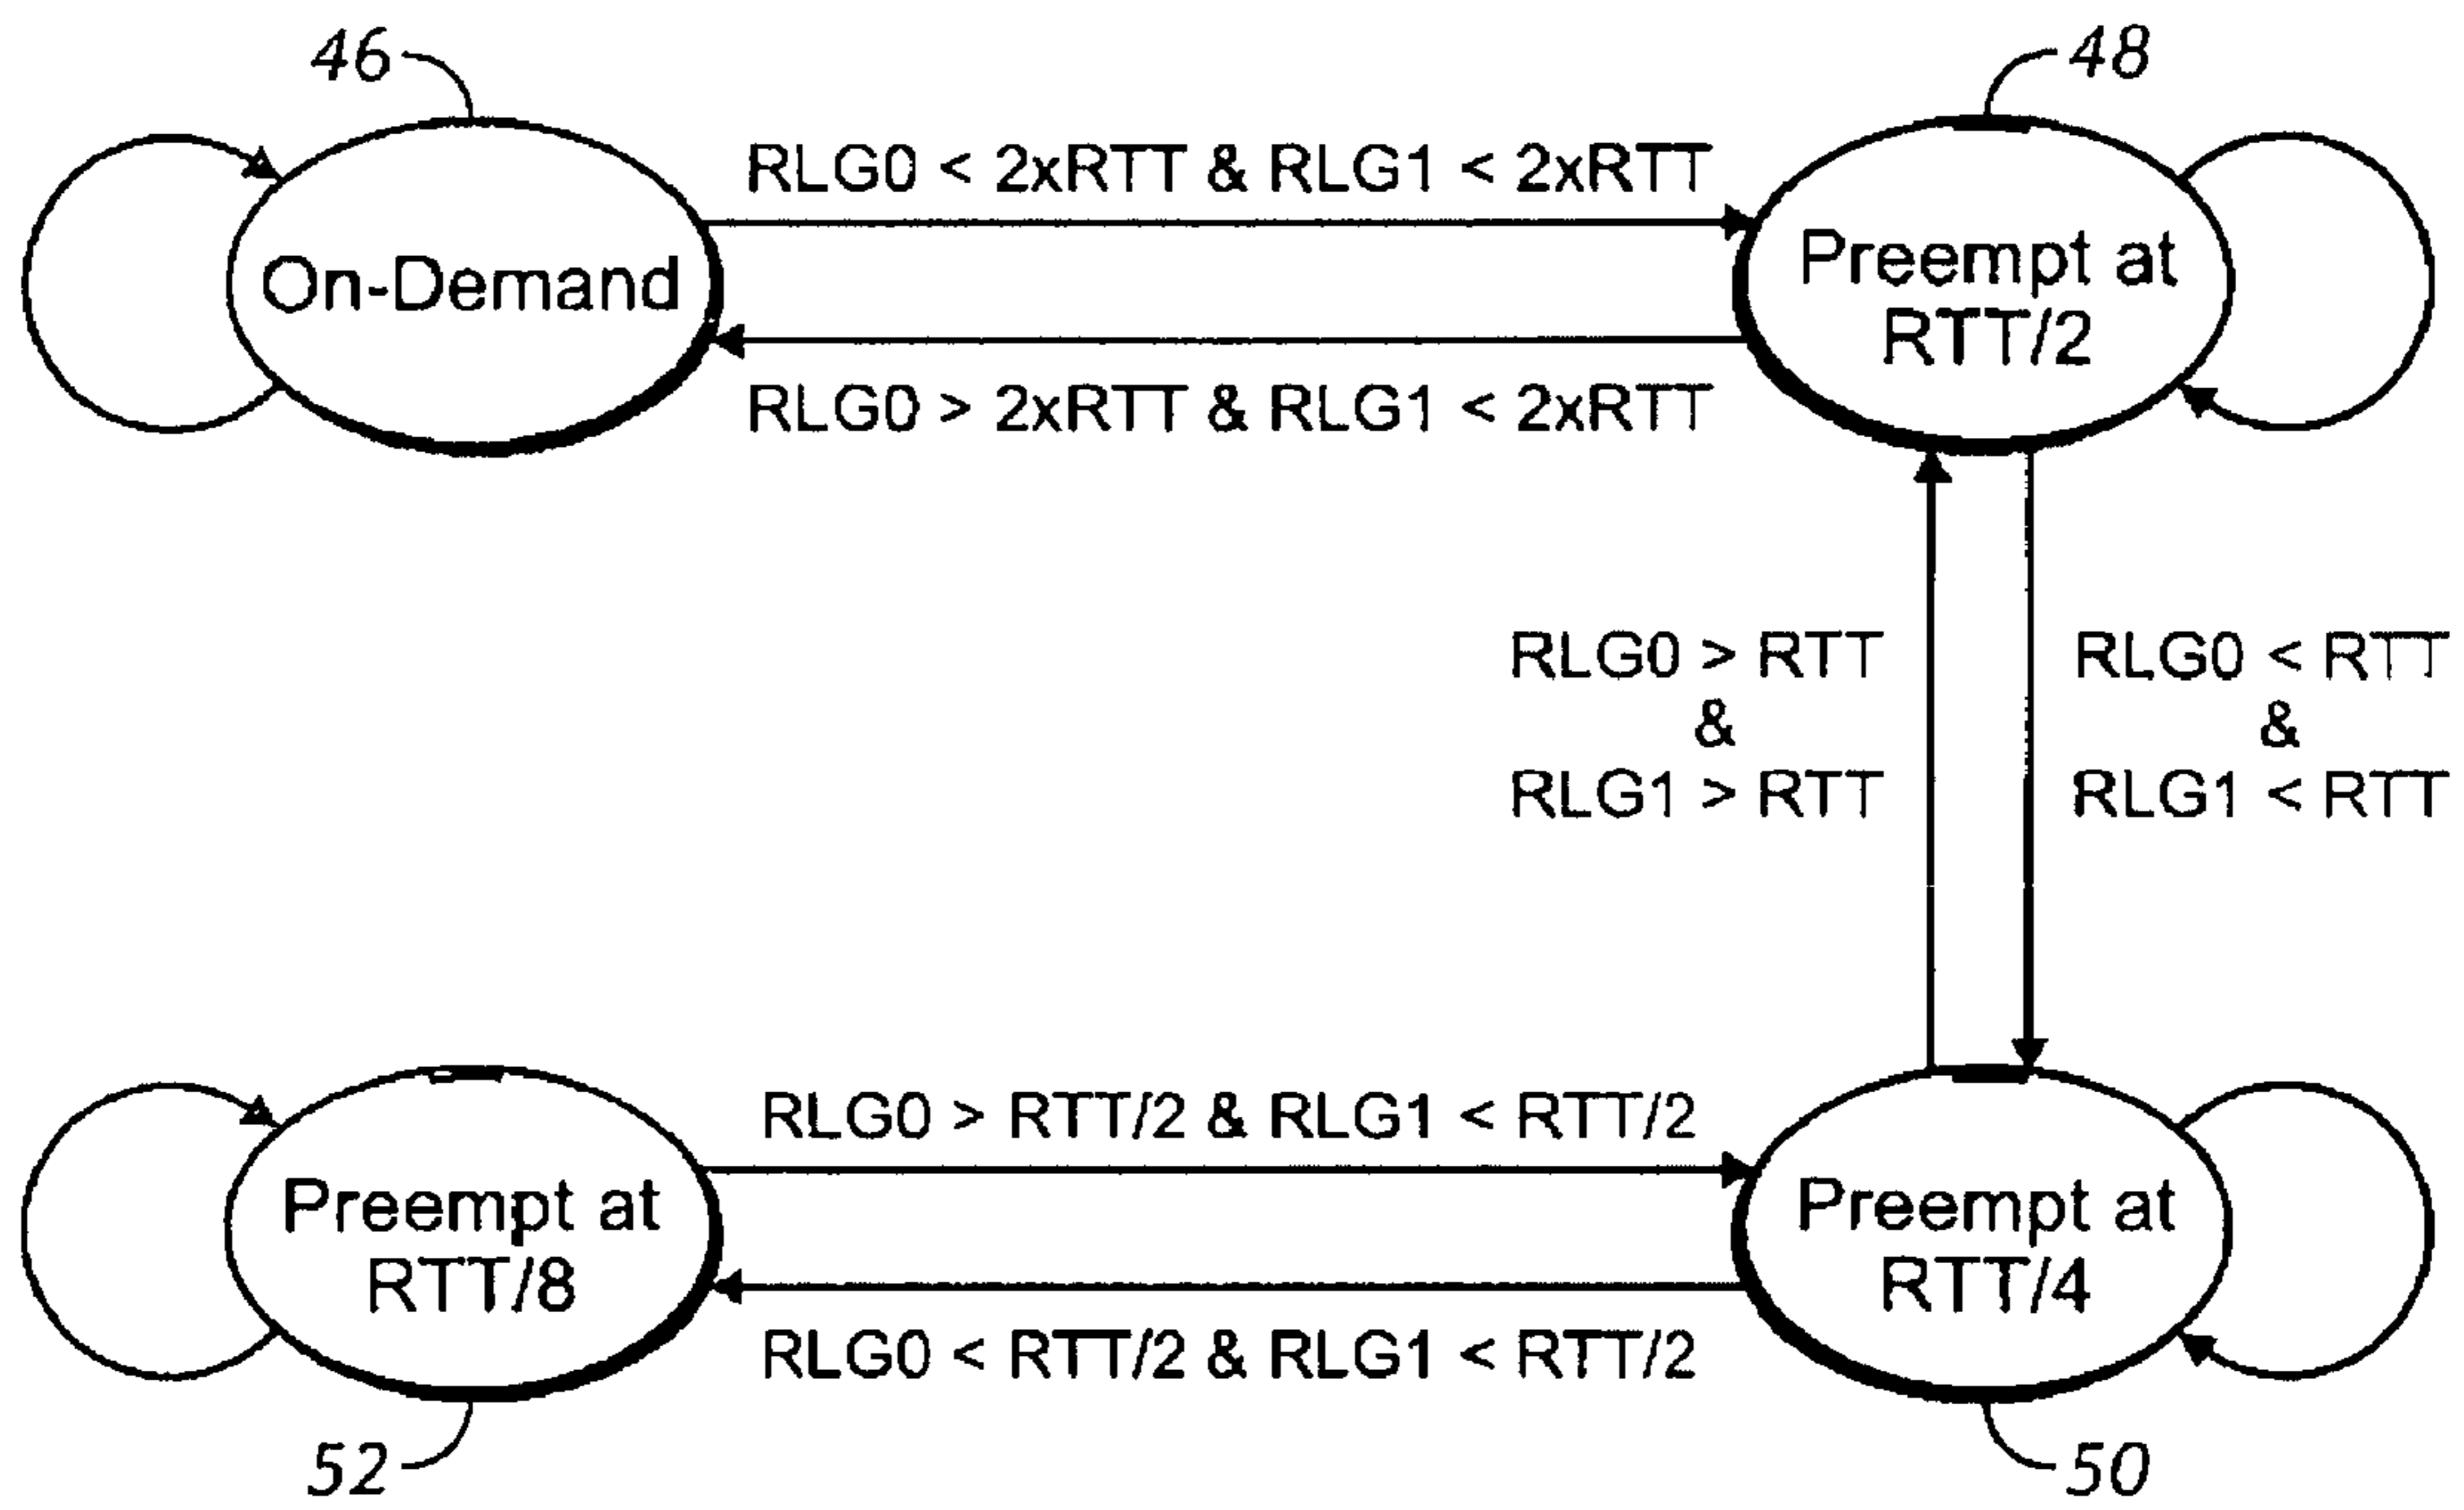 46
48
RLG0 < 2xRTT & RLG1 < 2xRTT
On-Demand
Preempt at
RTT/2
RLG0 > 2xRTT & RLG1 < 2xRTT
RLG0 > RTT
&
RLG1 > RTT
RLG0 < RTT
&
RLG1 < RTT
RLG0 > RTT/2 & RLG1 < RTT/2
Preempt at
RTT/8
Preempt at
RTT/4
RLG0 < RTT/2 & RLG1 < RTT/2
52
50